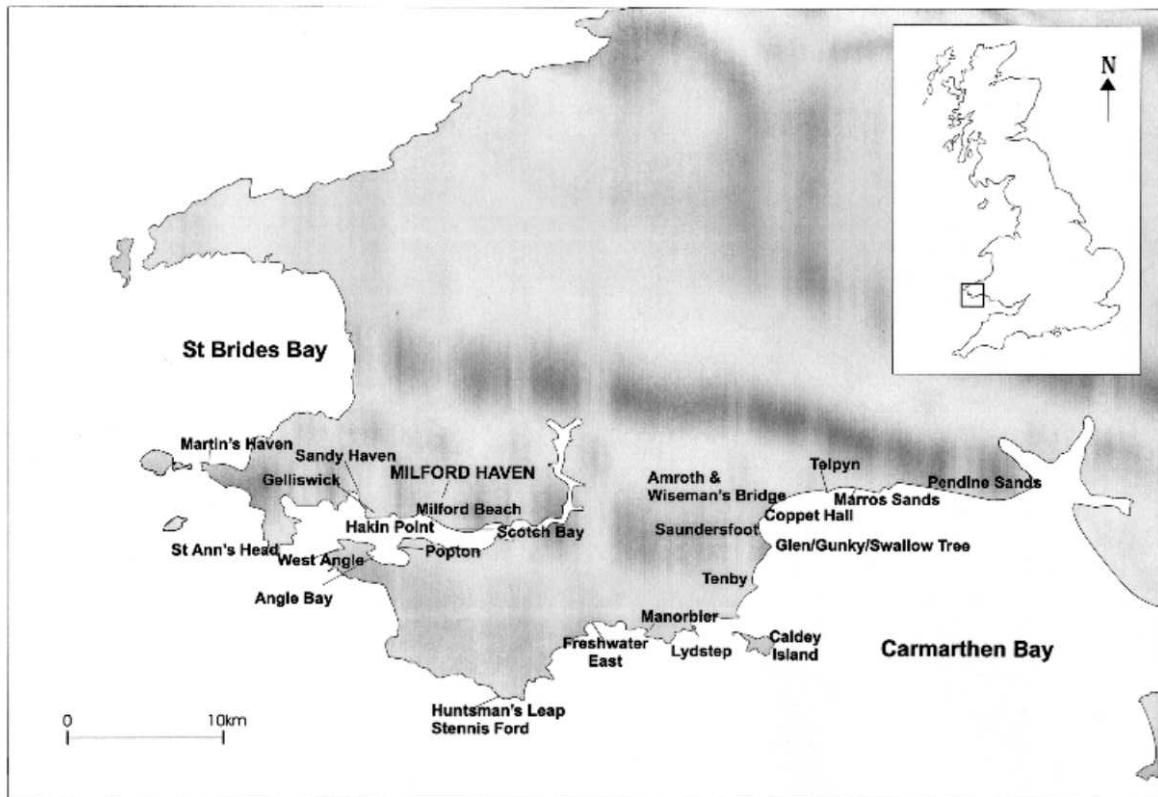 N
St Brides Bay
Martin's Haven
Sandy Haven
Gelliswick
MILFORD HAVEN
Milford Beach
Hakin Point
Scotch Bay
St Ann's Head
West Angle
Popton
Angle Bay
Amroth &
Wiseman's Bridge
Telpyn
Marros Sands
Pendine Sands
Coppet Hall
Saundersfoot
Glen/Gunky/Swallow Tree
Tenby
Manorbier
Freshwater
East
Lydstep
Caldey
Island
Carmarthen Bay
Huntsman's Leap
Stennis Ford
0 10km